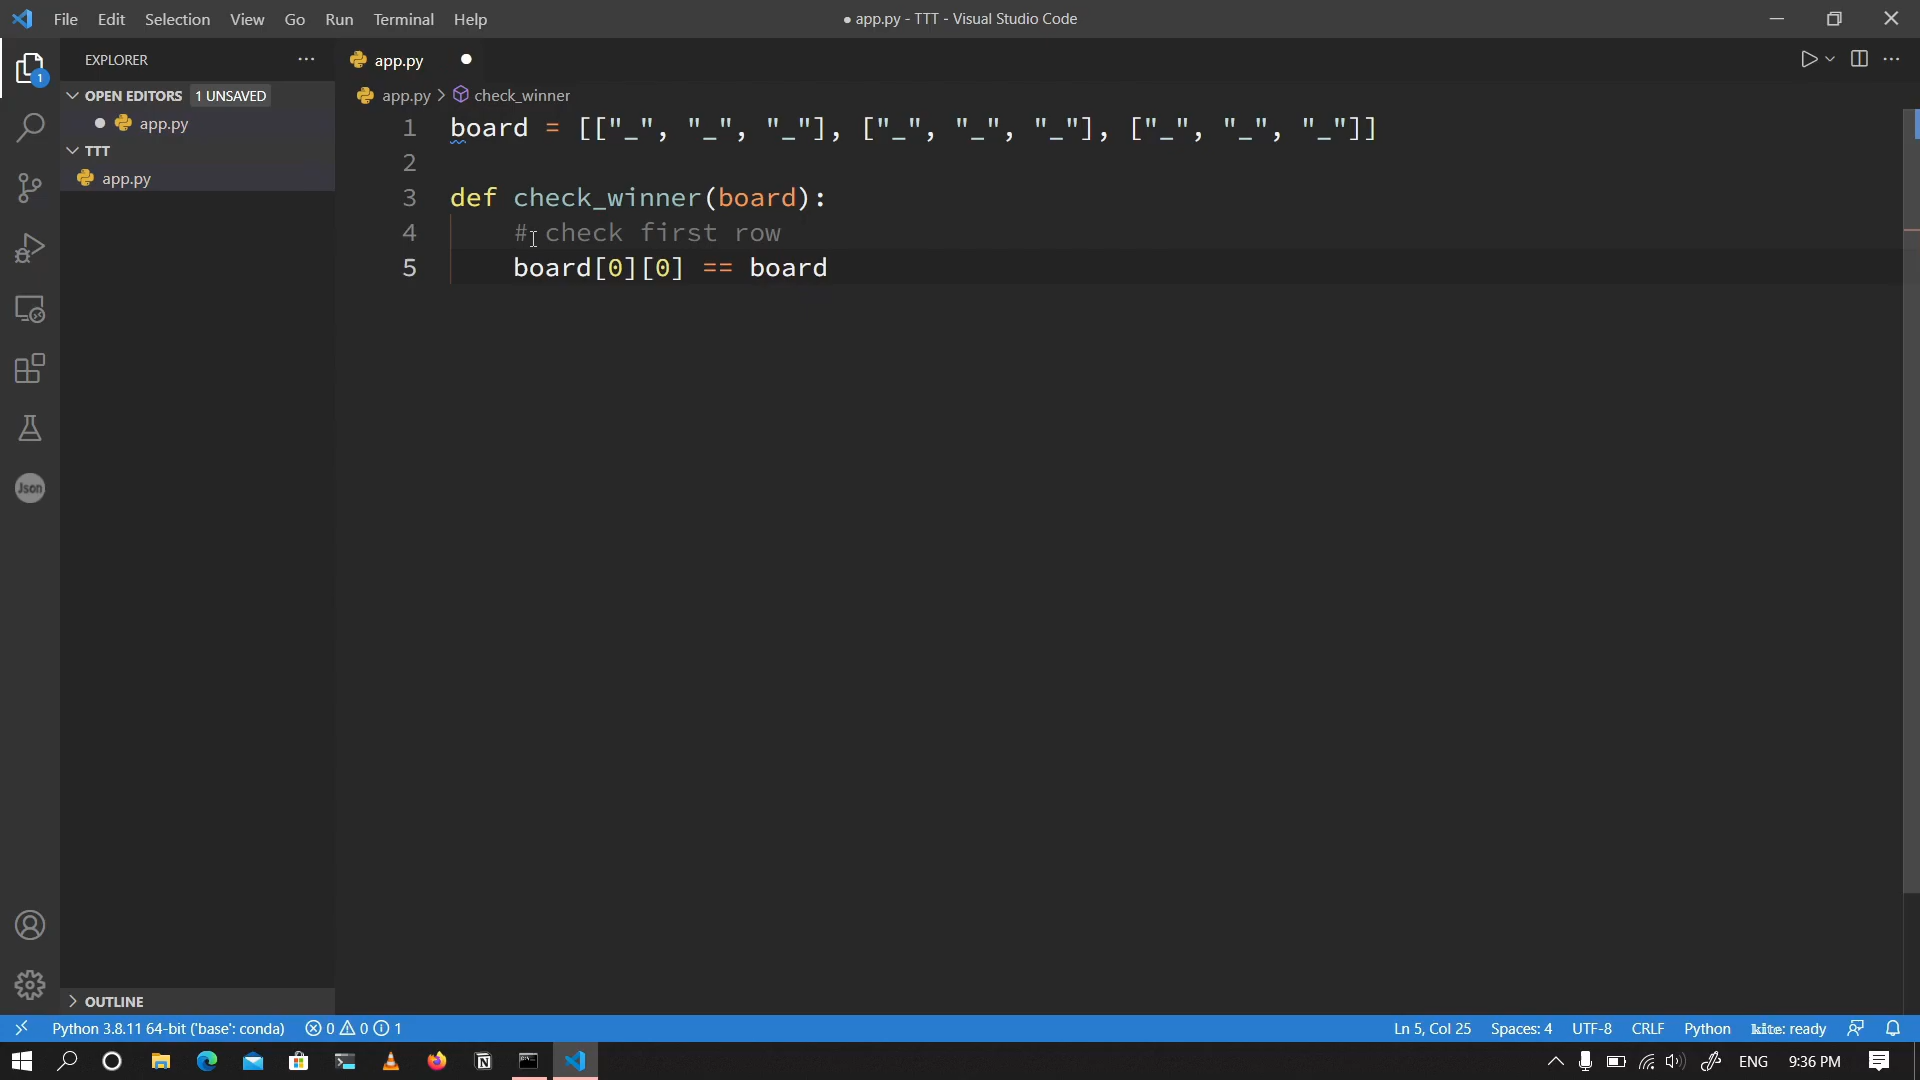 File Edit Selection View Go Run Terminal Help
● app.py - TTT - Visual Studio Code
EXPLORER
OPEN EDITORS 1 UNSAVED
app.py
TTT
app.py
OUTLINE
1
Json
app.py
app.py > check_winner
1 board = [["_", "_", "_"], ["_", "_", "_"], ["_", "_", "_"]]
2
3 def check_winner(board):
4 # check first row
5 board[0][0] == board
Python 3.8.11 64-bit ('base': conda) 0 0 1
Ln 5, Col 25 Spaces: 4 UTF-8 CRLF Python kite: ready
ENG 9:36 PM